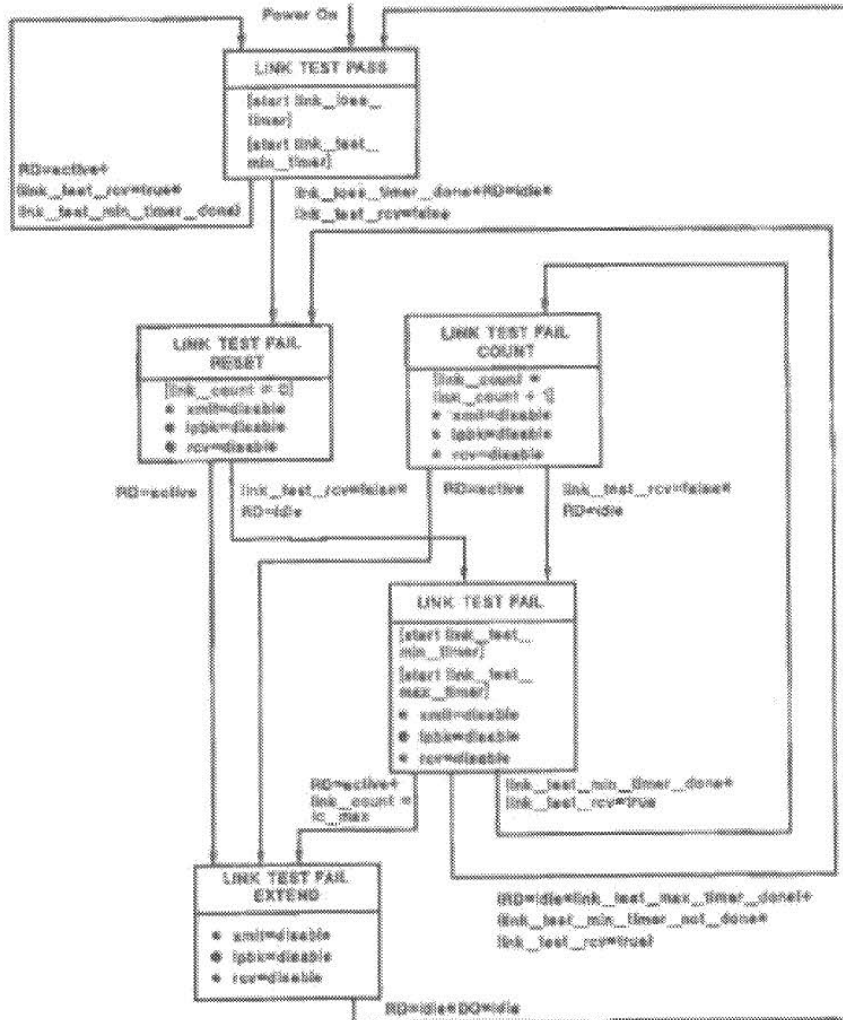 Power On
LINK TEST PASS
[start link_loss_
timer]
[start link_test_
min_timer]
RD=active+
(link_test_rcv=true*
link_test_min_timer_done)
link_loss_timer_done*RD=idle*
link_test_rcv=false
LINK TEST FAIL
RESET
[link_count = 0]
• xmit=disable
• lpbk=disable
• rcv=disable
LINK TEST FAIL
COUNT
[link_count =
link_count + 1]
• xmit=disable
• lpbk=disable
• rcv=disable
RD=active
link_test_rcv=false*
RD=idle
RD=active
link_test_rcv=false*
RD=idle
LINK TEST FAIL
[start link_test_
min_timer]
[start link_test_
max_timer]
• xmit=disable
• lpbk=disable
• rcv=disable
RD=active+
link_count =
lc_max
link_test_min_timer_done*
link_test_rcv=true
LINK TEST FAIL
EXTEND
• xmit=disable
• lpbk=disable
• rcv=disable
(RD=idle*link_test_max_timer_done)+
(link_test_min_timer_not_done*
link_test_rcv=true)
RD=idle*DO=idle